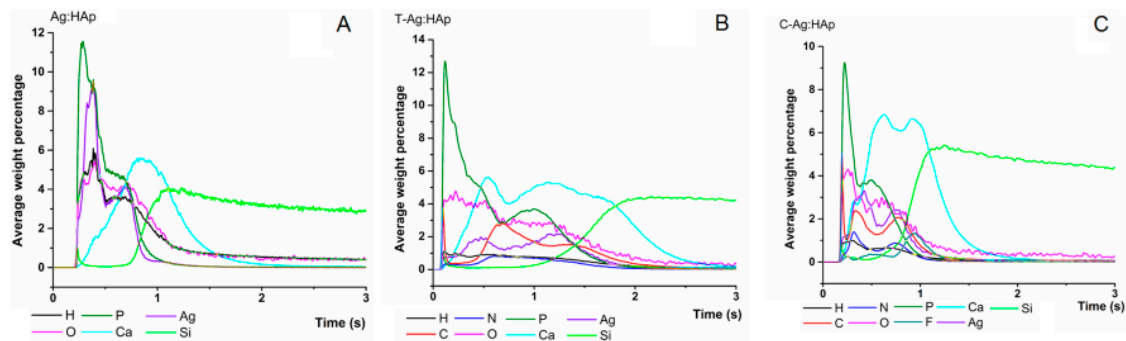 Ag:HAp
A
Average weight percentage
12
10
8
6
4
2
0
0 1 2 3
Time (s)
H P Ag
O Ca Si
T-Ag:HAp
B
Average weight percentage
14
12
10
8
6
4
2
0
0 1 2 3
Time (s)
H N P Ag
C O Ca Si
C-Ag:HAp
C
Average weight percentage
10
8
6
4
2
0
0 1 2 3
Time (s)
H N P Ca Si
C O F Ag